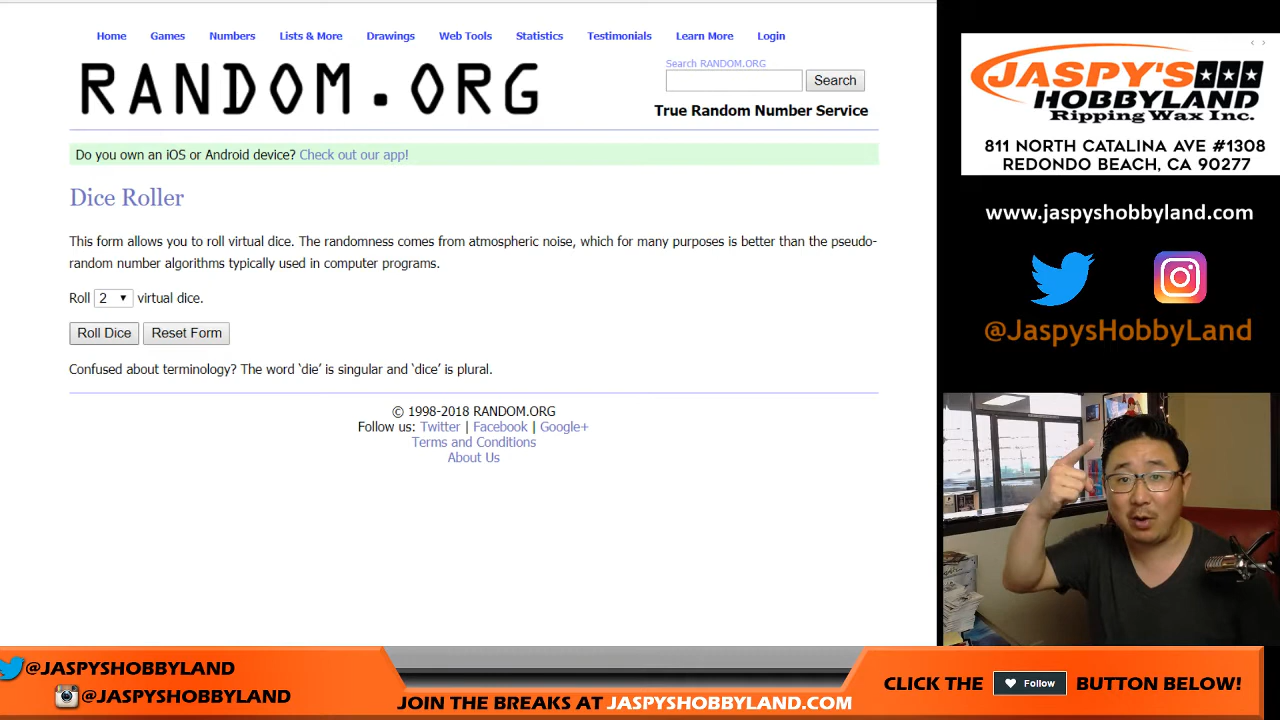 Home Games Numbers Lists & More Drawings Web Tools Statistics Testimonials Learn More Login
RANDOM.ORG
Search RANDOM.ORG
Search
True Random Number Service
Do you own an iOS or Android device? Check out our app!
Dice Roller
This form allows you to roll virtual dice. The randomness comes from atmospheric noise, which for many purposes is better than the pseudo-
random number algorithms typically used in computer programs.
Roll 2 virtual dice.
Roll Dice Reset Form
Confused about terminology? The word ‘die’ is singular and ‘dice’ is plural.
© 1998-2018 RANDOM.ORG
Follow us: Twitter | Facebook | Google+
Terms and Conditions
About Us
JASPY'S
HOBBYLAND
Ripping Wax Inc.
811 NORTH CATALINA AVE #1308
REDONDO BEACH, CA 90277
www.jaspyshobbyland.com
@JaspysHobbyLand
@JASPYSHOBBYLAND
@JASPYSHOBBYLAND
JOIN THE BREAKS AT JASPYSHOBBYLAND.COM
CLICK THE Follow BUTTON BELOW!